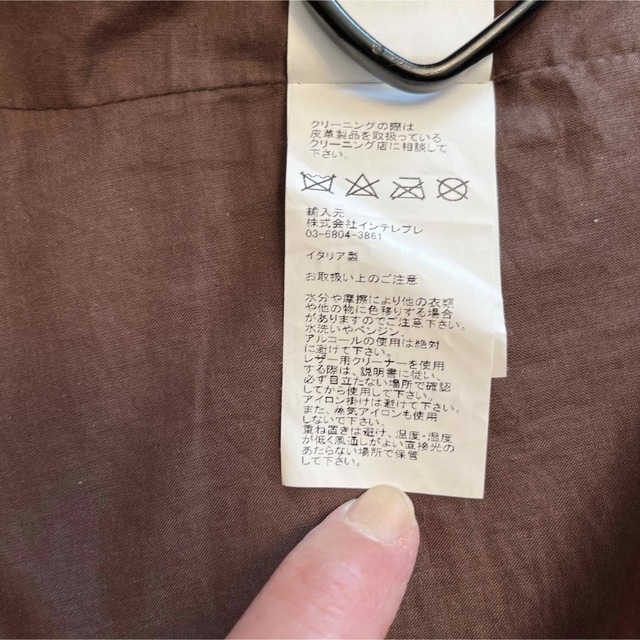 クリーニングの際は
皮革製品を取扱っている
クリーニング店に相談して
下さい。
輸入元
株式会社インテレプレ
03-6804-3861
イタリア製
お取扱い上のご注意
水分や摩擦により他の衣類
や他の物に色移りする場合
がありますのでご注意下さい。
水洗いやベンジン、
アルコールの使用は絶対
に避けて下さい。
レザー用クリーナーを使用
する際は、説明書に従い、
必ず目立たない場所で確認
してから使用して下さい。
アイロン掛けは避けて下さい。
また、蒸気アイロンも使用
しないで下さい。
重ね置きは避け、温度・湿度
が低く風通しがよい直接光の
あたらない場所で保管
して下さい。